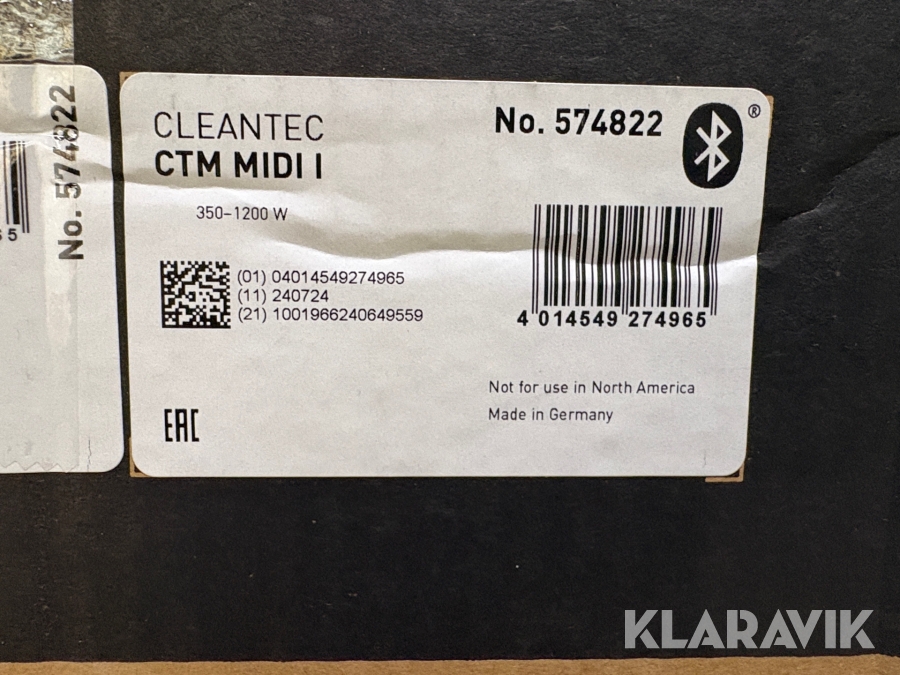 No. 574822
65
CLEANTEC
CTM MIDI I
350-1200 W
No. 574822
®
(01) 04014549274965
(11) 240724
(21) 1001966240649559
4 014549 274965
Not for use in North America
Made in Germany
EAC
KLARAVIK